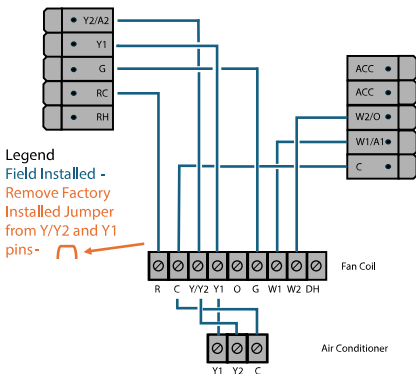 Y2/A2
Y1
G
RC
RH
ACC
ACC
W2/O
W1/A1
C
Legend
Field Installed -
Remove Factory
Installed Jumper
from Y/Y2 and Y1
pins-
Fan Coil
R C Y/Y2 Y1 O G W1 W2 DH
Air Conditioner
Y1 Y2 C